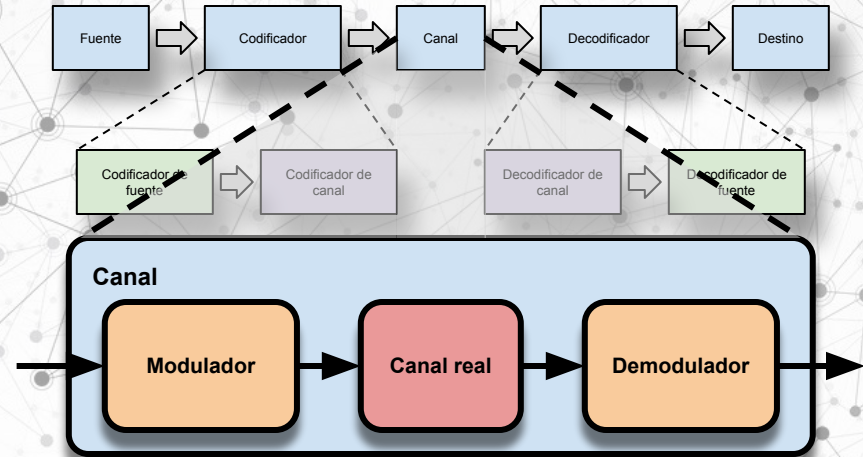 Fuente
Codificador
Canal
Decodificador
Destino
Codificador de
fuente
Codificador de
canal
Decodificador de
canal
Decodificador de
fuente
Canal
Modulador
Canal real
Demodulador